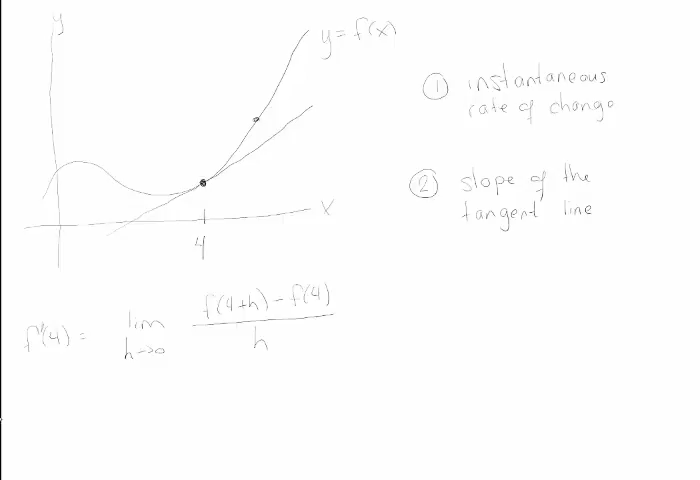 y
y = f(x)
① instantaneous
rate of change
② slope of the
tangent line
x
4
f'(4) = lim h→0 f(4+h) - f(4) / h